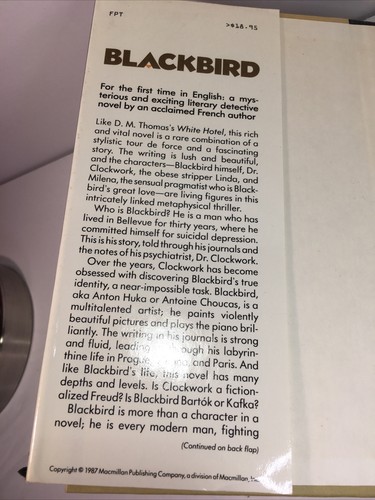 FPT
>$18.95
BLACKBIRD
For the first time in English: a mys-
terious and exciting literary detective
novel by an acclaimed French author
Like D. M. Thomas's White Hotel, this rich
and vital novel is a rare combination of a
stylistic tour de force and a fascinating
story. The writing is lush and beautiful,
and the characters—Blackbird himself, Dr.
Clockwork, the obese stripper Linda, and
Milena, the sensual pragmatist who is Black-
bird's great love—are living figures in this
intricately linked metaphysical thriller.
Who is Blackbird? He is a man who has
lived in Bellevue for thirty years, where he
committed himself for suicidal depression.
This is his story, told through his journals and
the notes of his psychiatrist, Dr. Clockwork.
Over the years, Clockwork has become
obsessed with discovering Blackbird's true
identity, a near-impossible task. Blackbird,
aka Anton Huka or Antoine Choucas, is a
multitalented artist; he paints violently
beautiful pictures and plays the piano bril-
liantly. The writing in his journals is strong
and fluid, leading through his labyrin-
thine life in Prague, and Paris. And
like Blackbird's life, this novel has many
depths and levels. Is Clockwork a fiction-
alized Freud? Is Blackbird Bartók or Kafka?
Blackbird is more than a character in a
novel; he is every modern man, fighting
(Continued on back flap)
Copyright © 1987 Macmillan Publishing Company, a division of Macmillan,